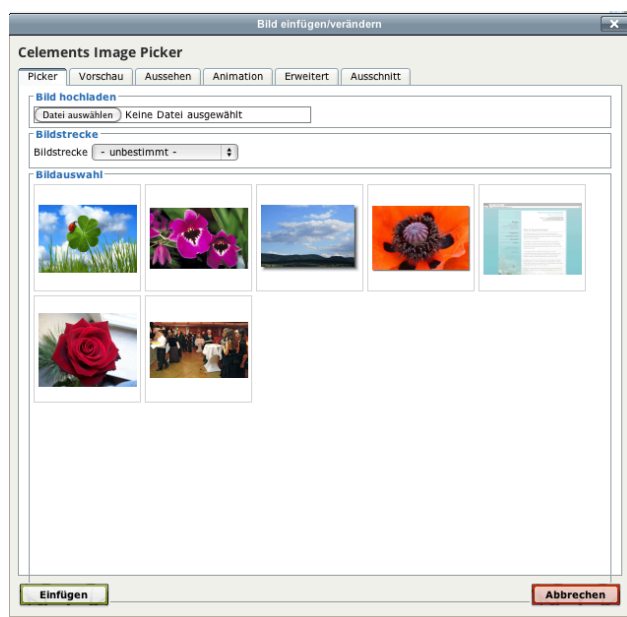 Bild einfügen/verändern
Celements Image Picker
Picker Vorschau Aussehen Animation Erweitert Ausschnitt
Bild hochladen
Datei auswählen Keine Datei ausgewählt
Bildstrecke
Bildstrecke - unbestimmt -
Bildauswahl
Einfügen Abbrechen